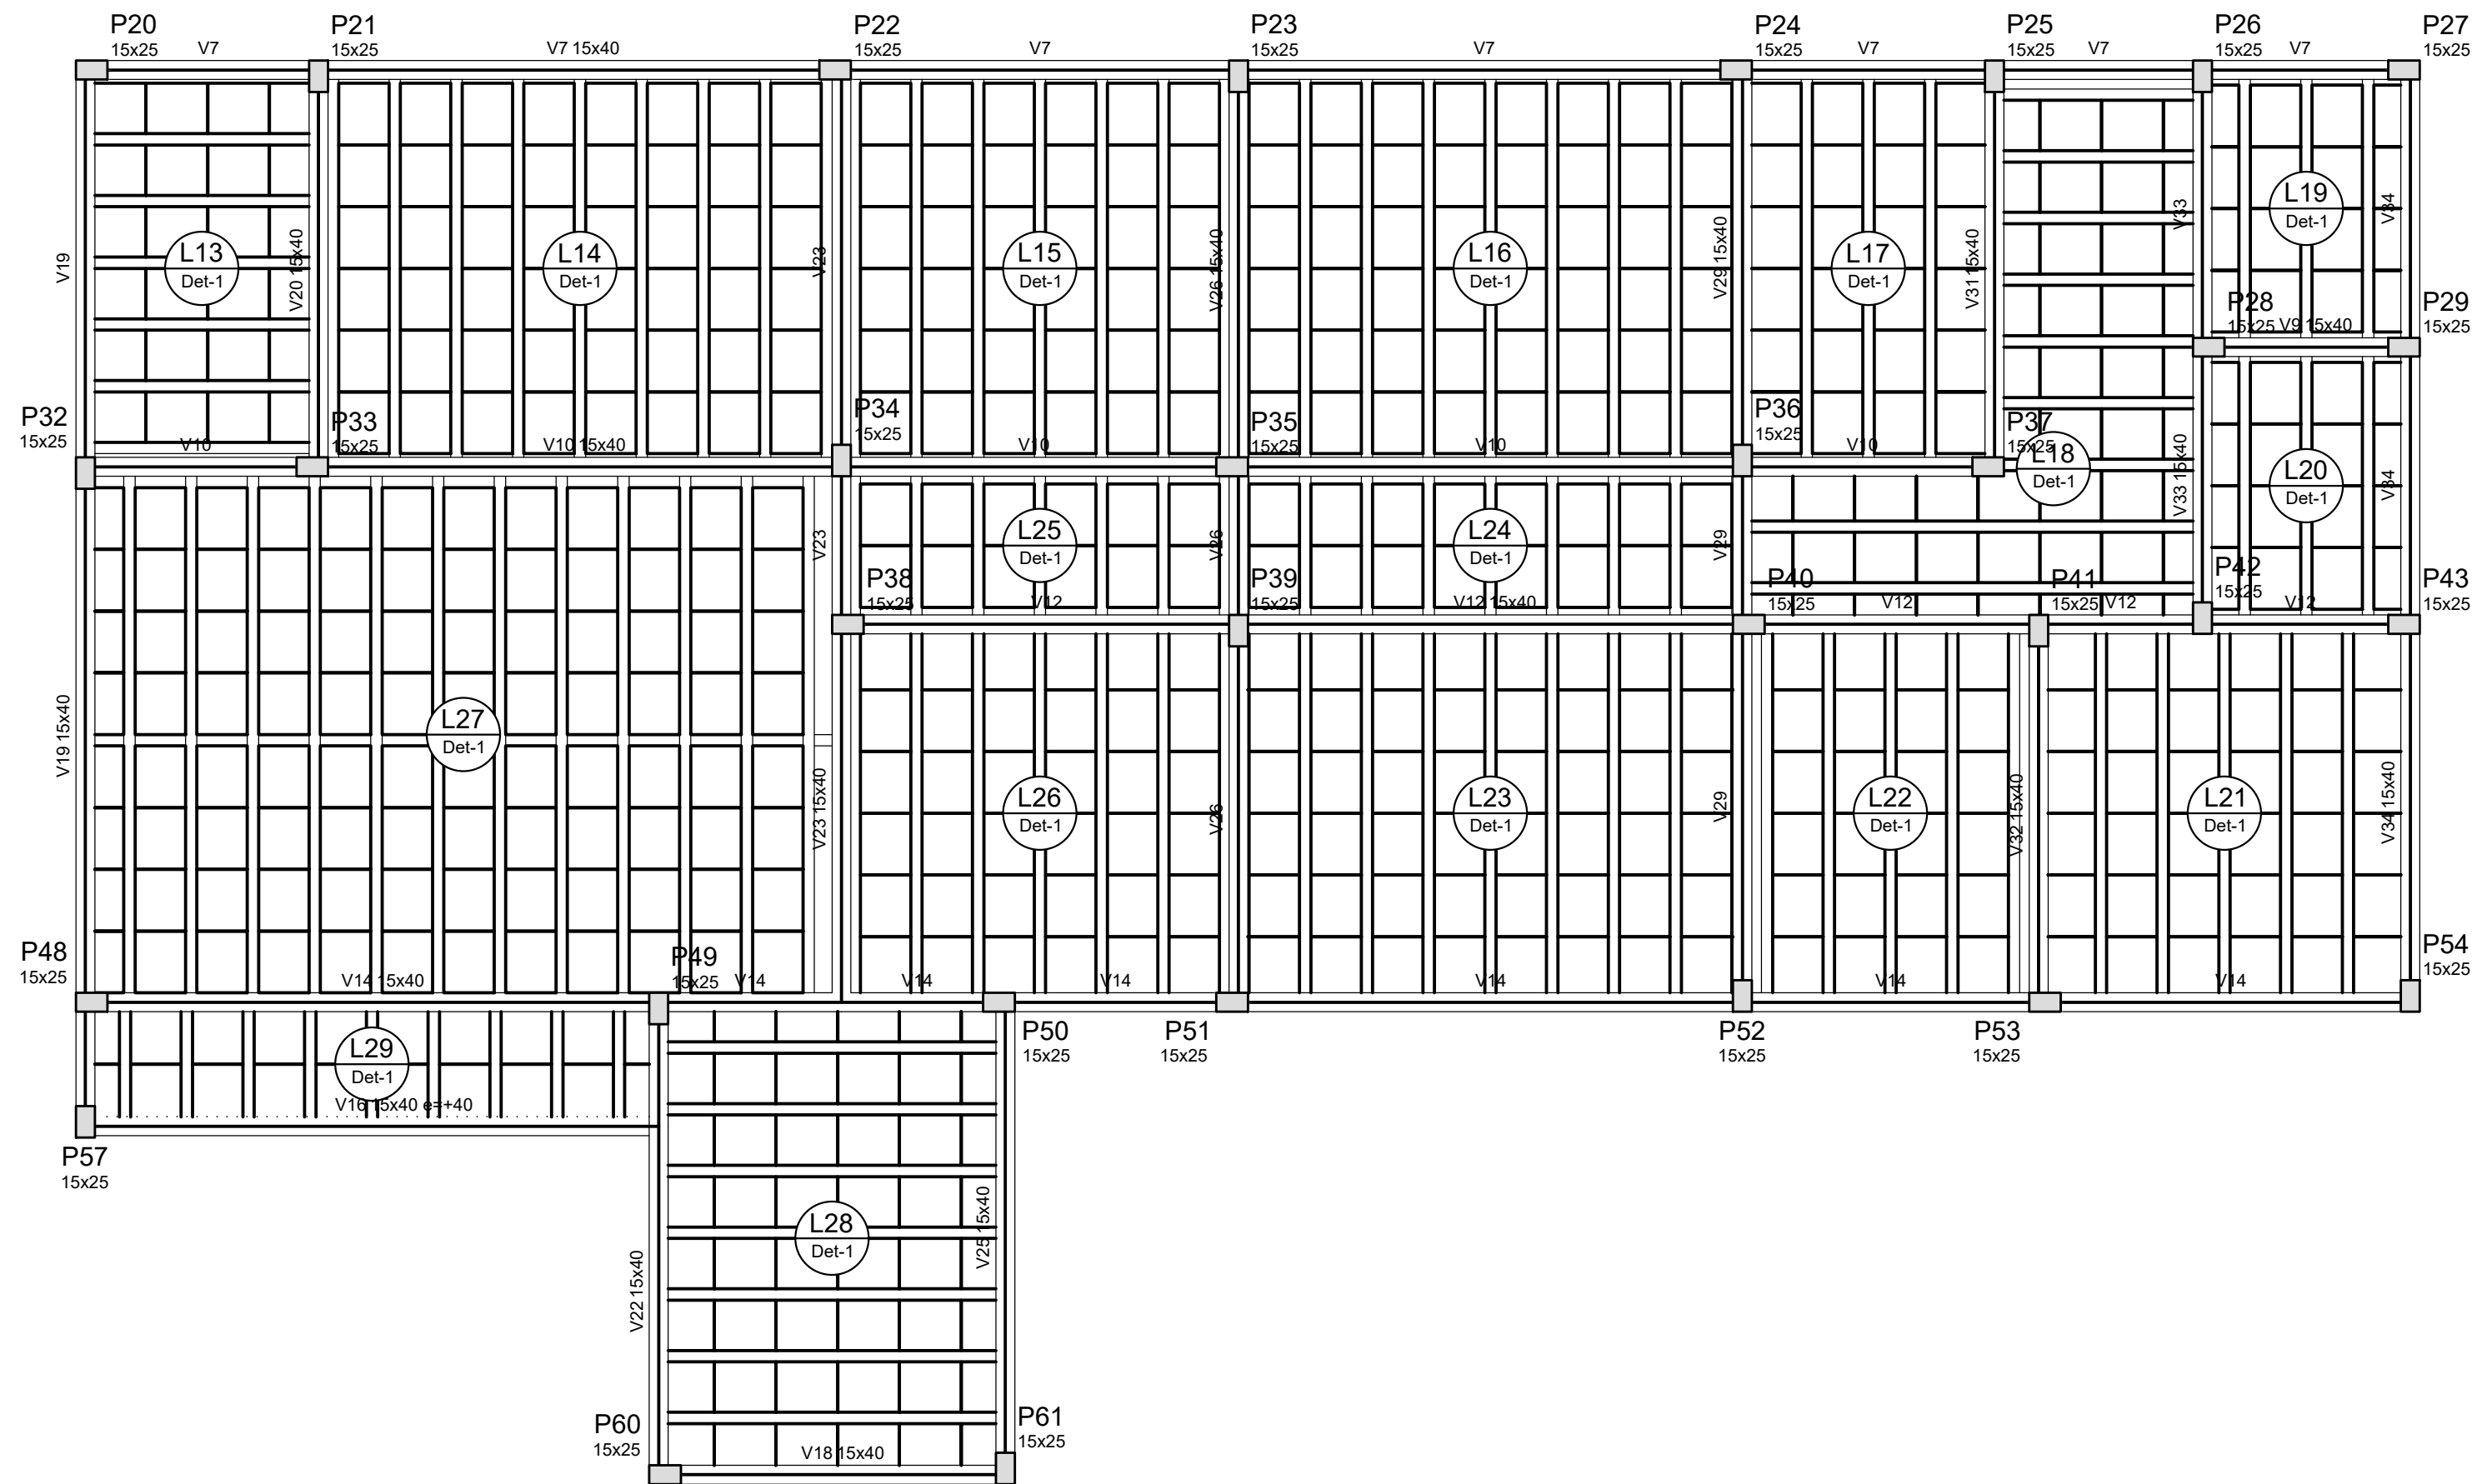 P20
15x25
V7
P21
15x25
V7 15x40
P22
15x25
V7
P23
15x25
V7
P24
15x25
V7
P25
15x25
V7
P26
15x25
V7
P27
15x25
V19
L13
Det-1
V20 15x40
L14
Det-1
V23
L15
Det-1
V26 15x40
L16
Det-1
V29 15x40
L17
Det-1
V31 15x40
V33
L19
Det-1
V34
P28
15x25
V9 15x40
P29
15x25
P32
15x25
V10
P33
15x25
V10 15x40
P34
15x25
V10
P35
15x25
V10
P36
15x25
V10
P37
15x25
L18
Det-1
V33 15x40
L20
Det-1
V34
V23
L25
Det-1
V26
L24
Det-1
V29
P38
15x25
V12
P39
15x25
V12 15x40
P40
15x25
V12
P41
15x25
V12
P42
15x25
V12
P43
15x25
V19 15x40
L27
Det-1
V23 15x40
L26
Det-1
V26
L23
Det-1
V29
L22
Det-1
V32 15x40
L21
Det-1
V34 15x40
P48
15x25
V14 15x40
P49
15x25
V14
V14
V14
V14
V14
V14
P54
15x25
L29
Det-1
V16 15x40 e=+40
P50
15x25
P51
15x25
P52
15x25
P53
15x25
P57
15x25
L28
Det-1
V25 15x40
V22 15x40
P60
15x25
V18 15x40
P61
15x25